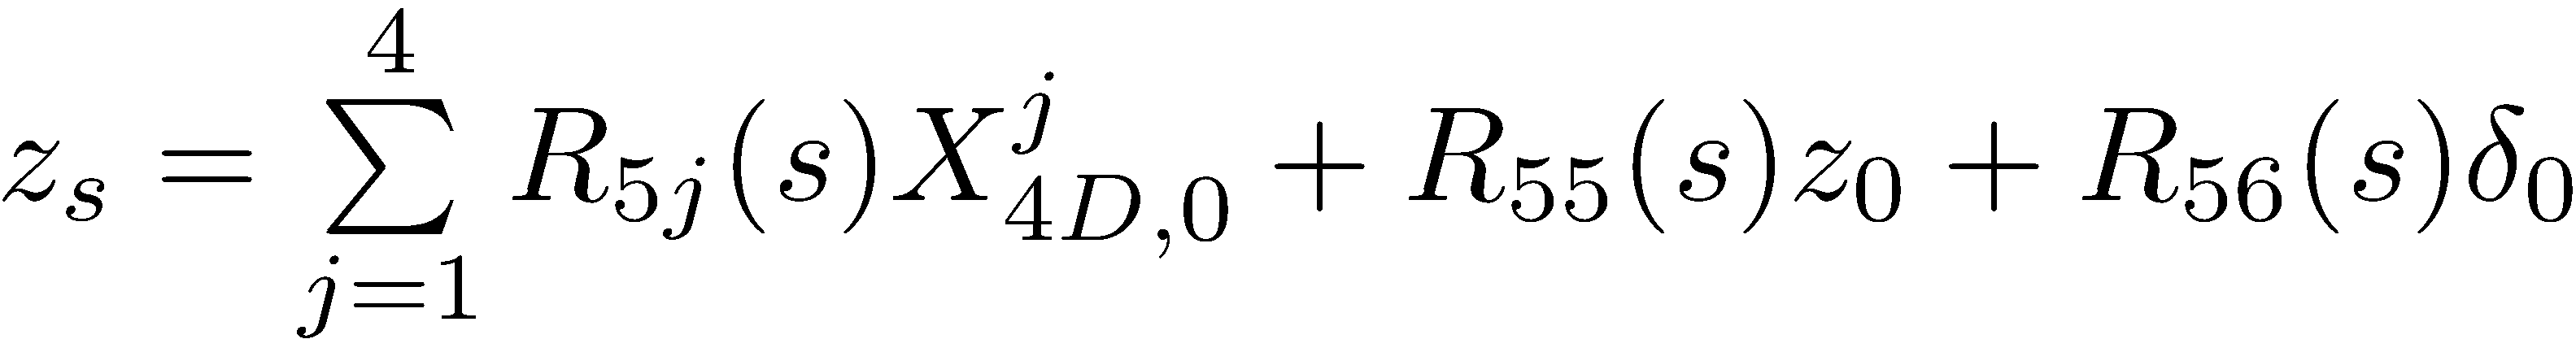 z_s = \sum_{j=1}^{4} R_{5j}(s) X_{4D,0}^{j} + R_{55}(s) z_0 + R_{56}(s) \delta_0